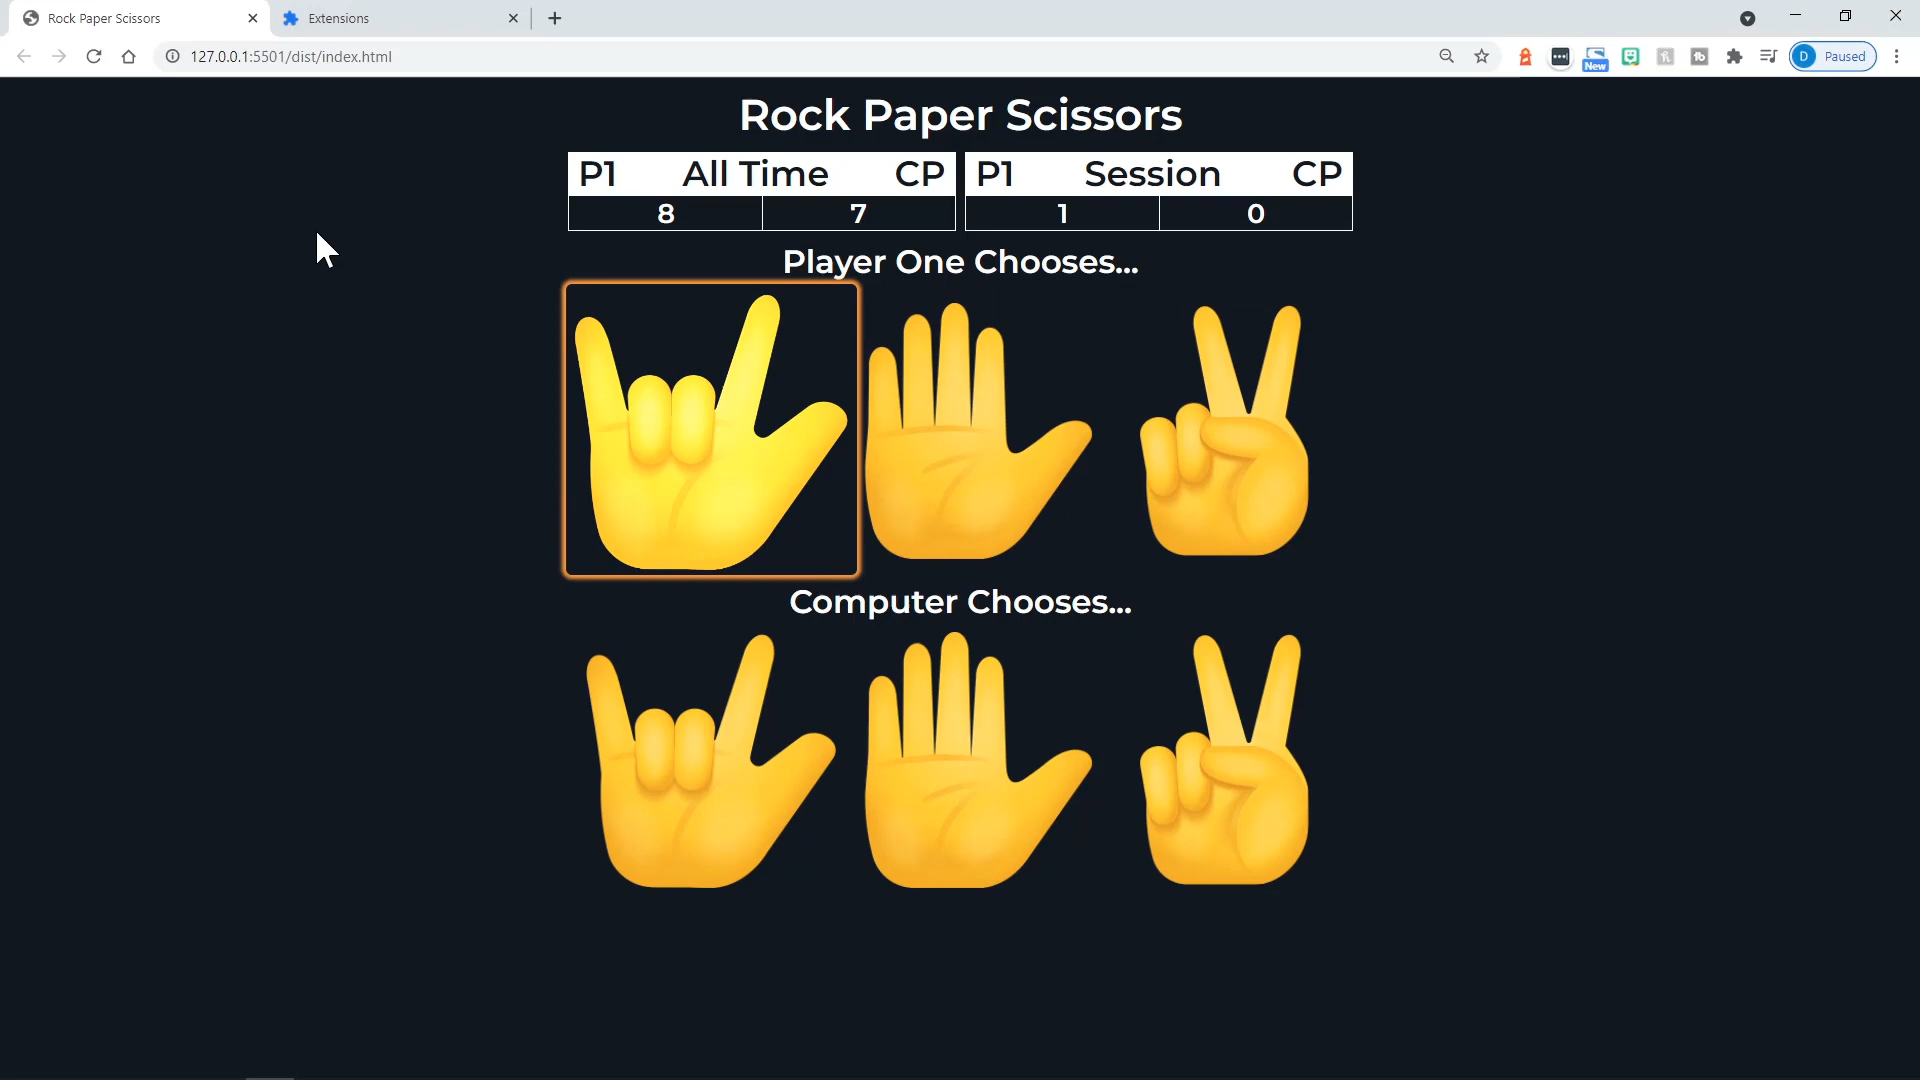 Rock Paper Scissors
Extensions
127.0.0.1:5501/dist/index.html
New
D
Paused
Rock Paper Scissors
P1 All Time CP
8 7
P1 Session CP
1 0
Player One Chooses...
Computer Chooses...